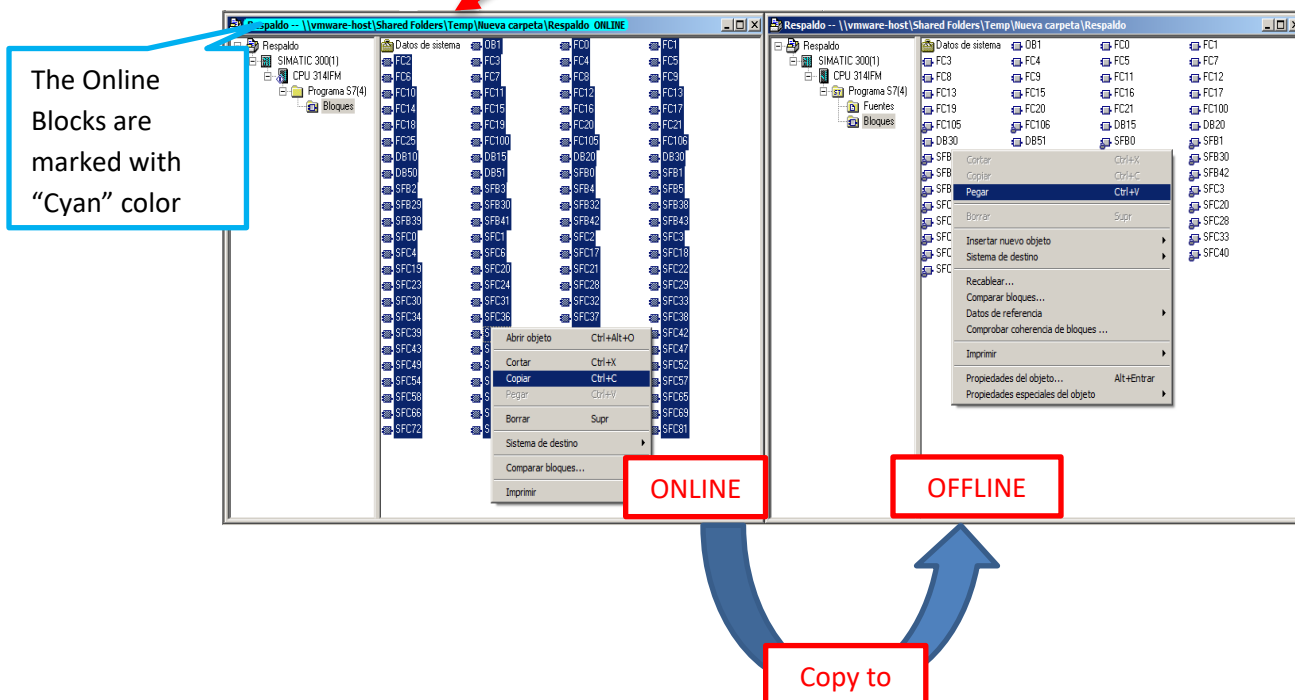 The Online
Blocks are
marked with
“Cyan” color
Respaldo -- \\vmware-host\Shared Folders\Temp\Nueva carpeta\Respaldo ONLINE
Respaldo
SIMATIC 300(1)
CPU 314IFM
Programa S7(4)
Bloques
Datos de sistema OB1 FC0 FC1
FC2 FC3 FC4 FC5
FC6 FC7 FC8 FC9
FC10 FC11 FC12 FC13
FC14 FC15 FC16 FC17
FC18 FC19 FC20 FC21
FC25 FC100 FC105 FC106
DB10 DB15 DB20 DB30
DB50 DB51 SFB0 SFB1
SFB2 SFB3 SFB4 SFB5
SFB29 SFB30 SFB32 SFB38
SFB39 SFB41 SFB42 SFB43
SFC0 SFC1 SFC2 SFC3
SFC4 SFC6 SFC17 SFC18
SFC19 SFC20 SFC21 SFC22
SFC23 SFC24 SFC28 SFC29
SFC30 SFC31 SFC32 SFC33
SFC34 SFC36 SFC37 SFC38
SFC39 SFC42
SFC43 SFC47
SFC49 SFC52
SFC54 SFC57
SFC58 SFC65
SFC66 SFC69
SFC72 SFC81
Abrir objeto Ctrl+Alt+O
Cortar Ctrl+X
Copiar Ctrl+C
Pegar Ctrl+V
Borrar Supr
Sistema de destino
Comparar bloques...
Imprimir
ONLINE
Respaldo -- \\vmware-host\Shared Folders\Temp\Nueva carpeta\Respaldo
Respaldo
SIMATIC 300(1)
CPU 314IFM
Programa S7(4)
Fuentes
Bloques
Datos de sistema OB1 FC0 FC1
FC3 FC4 FC5 FC7
FC8 FC9 FC11 FC12
FC13 FC15 FC16 FC17
FC19 FC20 FC21 FC100
FC105 FC106 DB15 DB20
DB30 DB51 SFB0 SFB1
SFB SFB30
SFB SFB42
SFB SFC3
SFC SFC20
SFC SFC28
SFC SFC33
SFC SFC40
SFC
Cortar Ctrl+X
Copiar Ctrl+C
Pegar Ctrl+V
Borrar Supr
Insertar nuevo objeto
Sistema de destino
Recablear...
Comparar bloques...
Datos de referencia
Comprobar coherencia de bloques ...
Imprimir
Propiedades del objeto... Alt+Entrar
Propiedades especiales del objeto
OFFLINE
Copy to